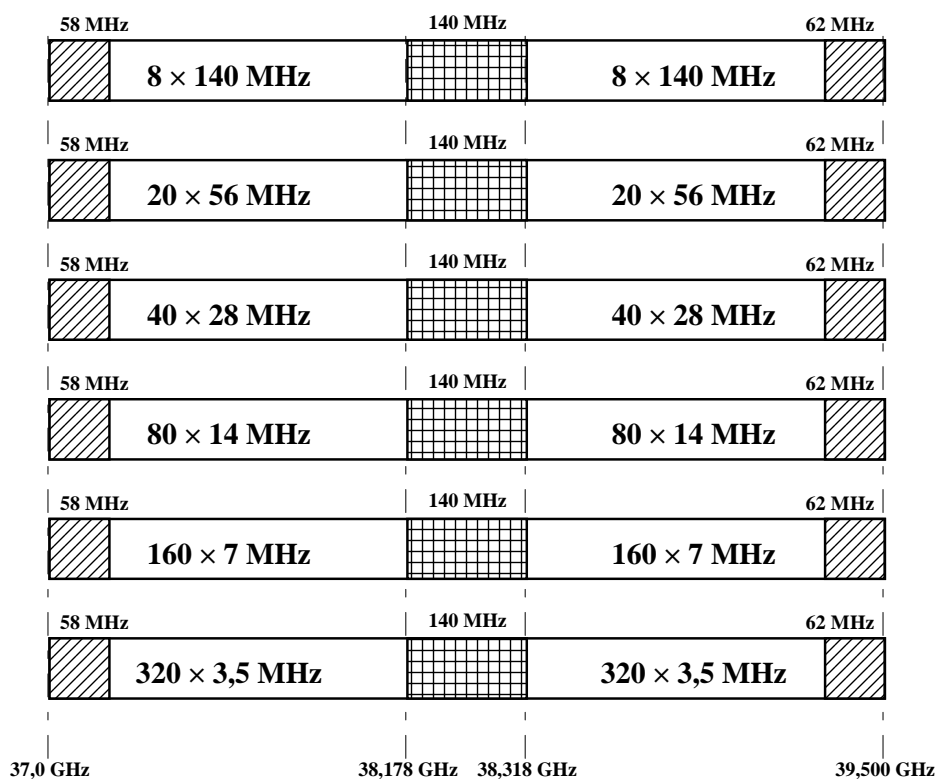 58 MHz 140 MHz 62 MHz
8 × 140 MHz 8 × 140 MHz
58 MHz 140 MHz 62 MHz
20 × 56 MHz 20 × 56 MHz
58 MHz 140 MHz 62 MHz
40 × 28 MHz 40 × 28 MHz
58 MHz 140 MHz 62 MHz
80 × 14 MHz 80 × 14 MHz
58 MHz 140 MHz 62 MHz
160 × 7 MHz 160 × 7 MHz
58 MHz 140 MHz 62 MHz
320 × 3,5 MHz 320 × 3,5 MHz
37,0 GHz 38,178 GHz 38,318 GHz 39,500 GHz